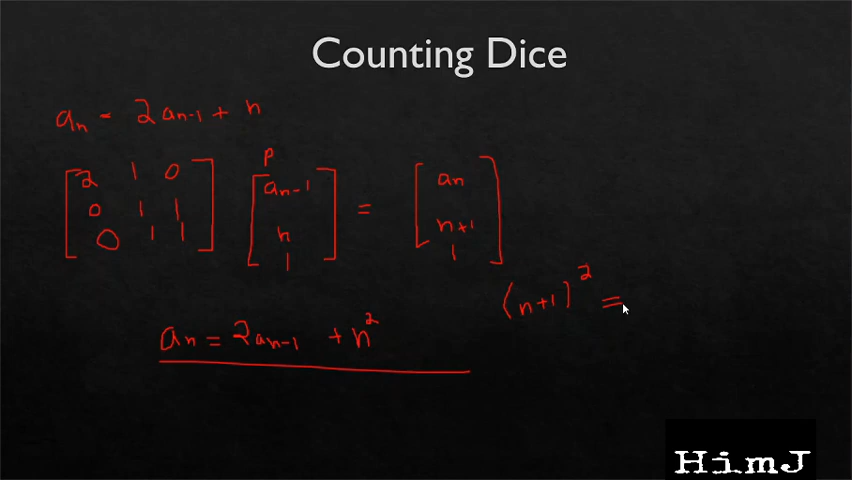 Counting Dice
aₙ = 2aₙ₋₁ + n
P
[2 1 0] [aₙ₋₁] = [aₙ]
[0 1 1] [n] [n+1]
[0 1 1] [1] [1]
(n+1)² =
aₙ = 2aₙ₋₁ + n²
HimJ